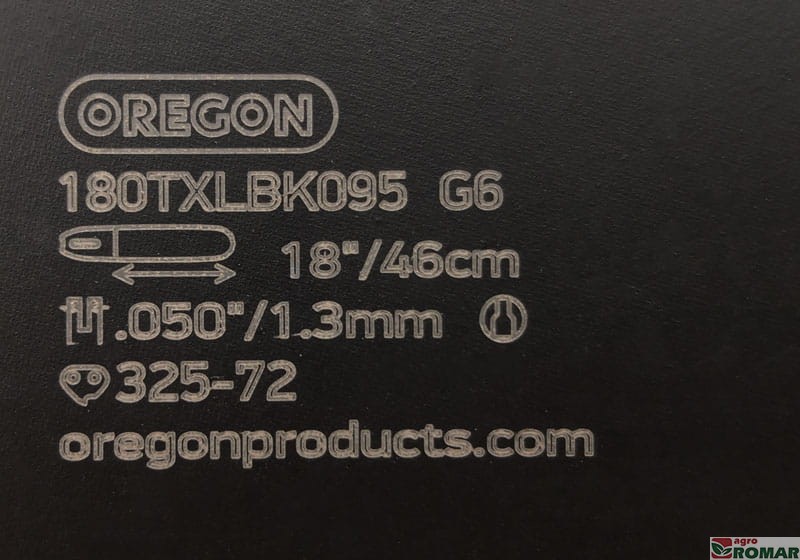 OREGON
180TXLBK095 G6
18"/46cm
.050"/1.3mm
325-72
oregonproducts.com
agro
ROMAR